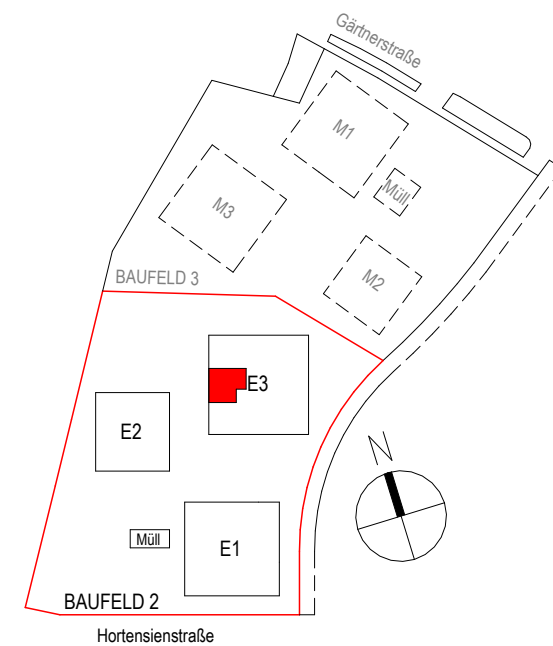 Gärtnerstraße
M1
Müll
M3
M2
BAUFELD 3
E3
E2
N
Müll
E1
BAUFELD 2
Hortensienstraße